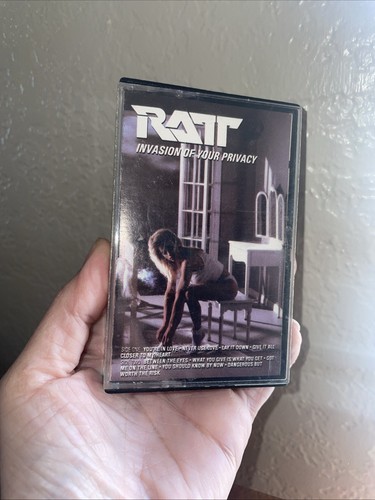 RATT
INVASION OF YOUR PRIVACY
SIDE ONE: YOU'RE IN LOVE • NEVER USE LOVE • LAY IT DOWN • GIVE IT ALL
CLOSER TO MY HEART
SIDE TWO: BETWEEN THE EYES • WHAT YOU GIVE IS WHAT YOU GET • GOT
ME ON THE LINE • YOU SHOULD KNOW BY NOW • DANGEROUS BUT
WORTH THE RISK